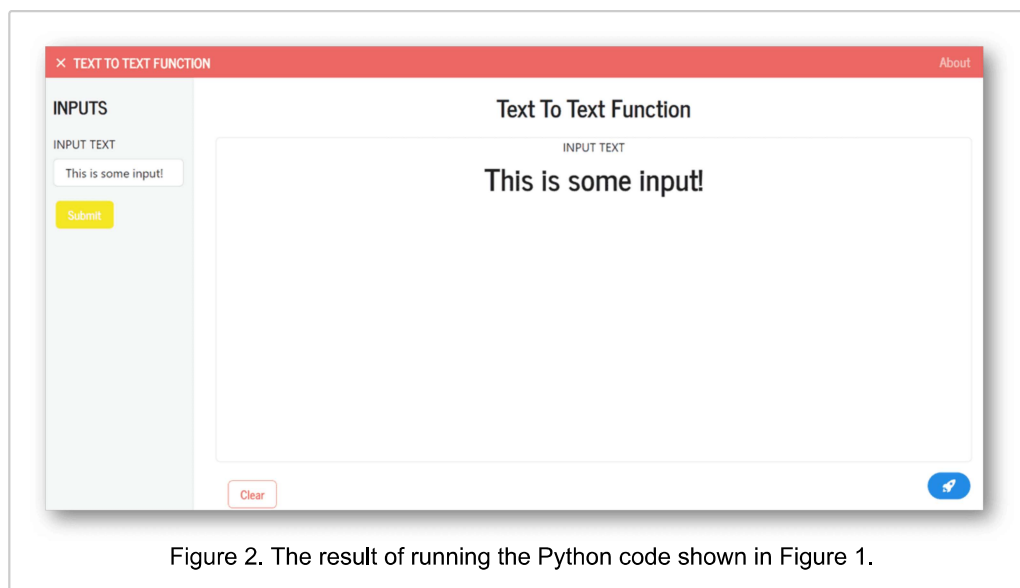 × TEXT TO TEXT FUNCTION
About
INPUTS
INPUT TEXT
This is some input!
Submit
Text To Text Function
INPUT TEXT
This is some input!
Clear
Figure 2. The result of running the Python code shown in Figure 1.